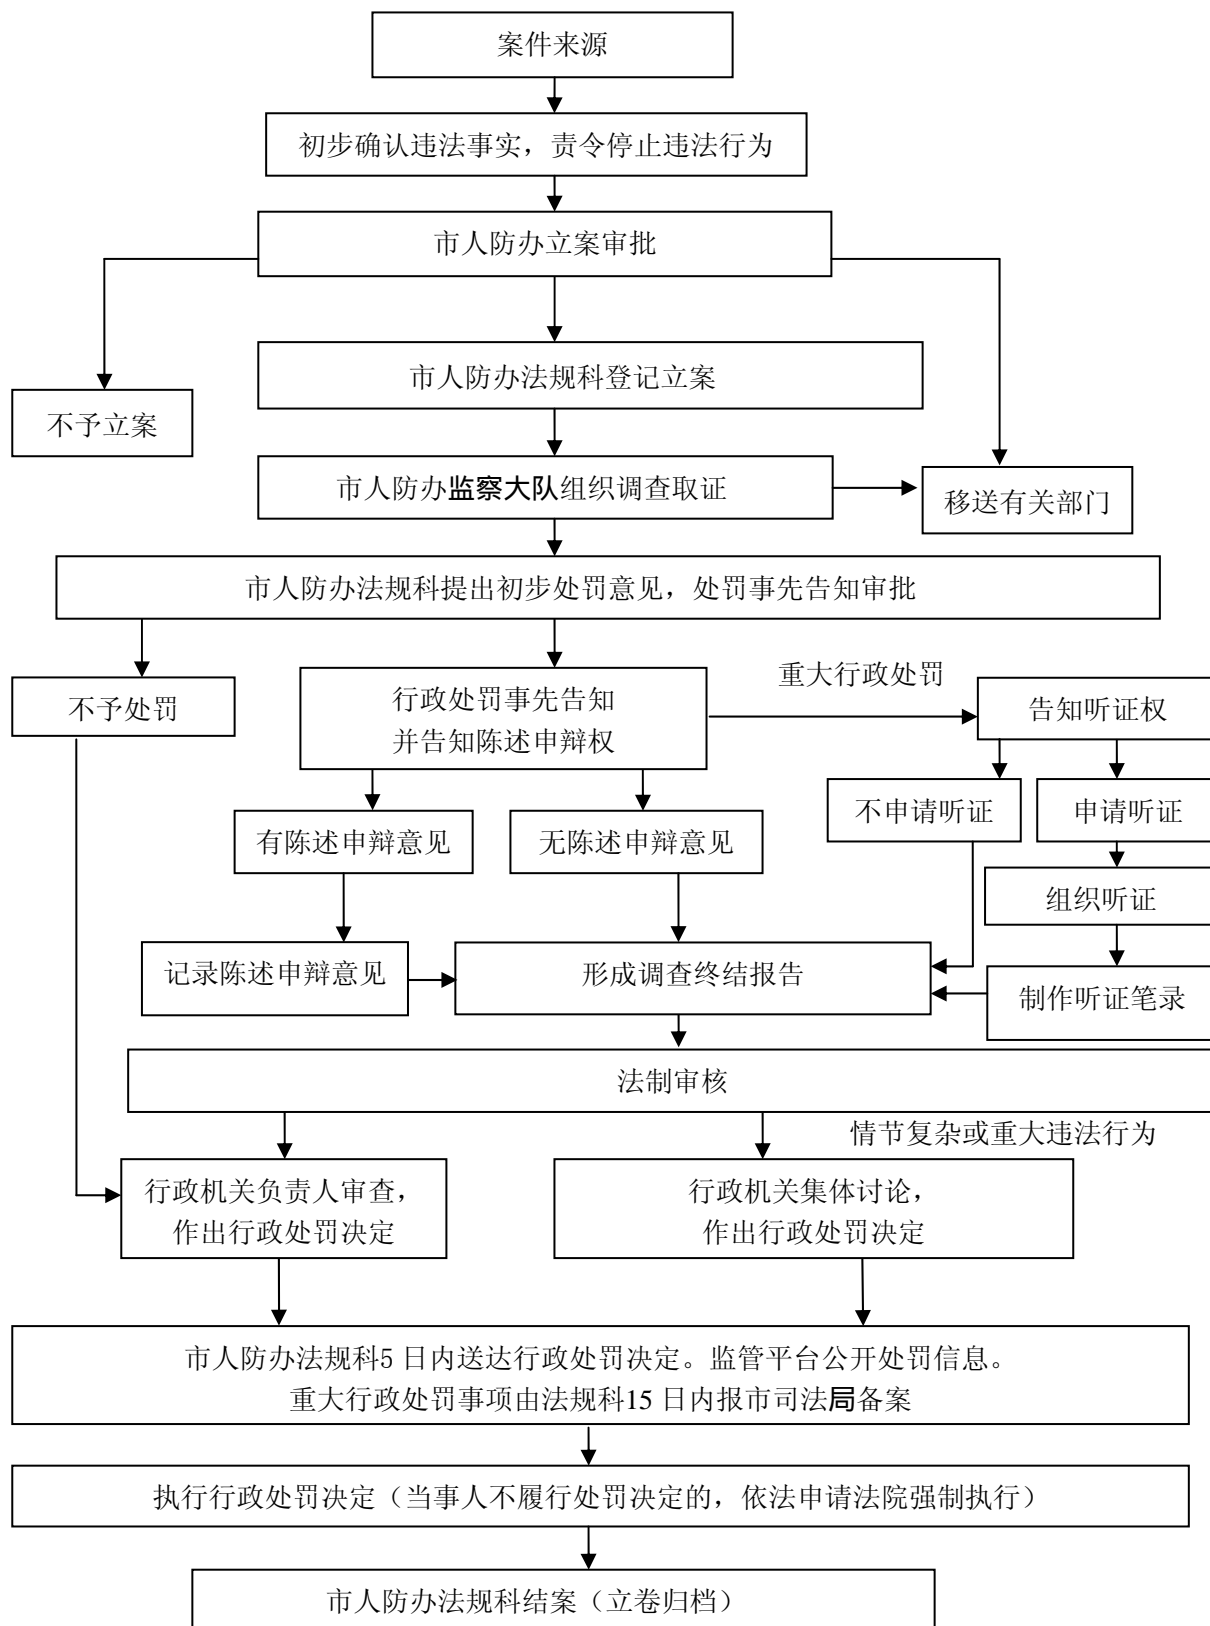 案件来源
初步确认违法事实，责令停止违法行为
市人防办立案审批
市人防办法规科登记立案
不予立案
市人防办监察大队组织调查取证
移送有关部门
市人防办法规科提出初步处罚意见，处罚事先告知审批
不予处罚
行政处罚事先告知
并告知陈述申辩权
重大行政处罚
告知听证权
不申请听证
申请听证
有陈述申辩意见
无陈述申辩意见
组织听证
记录陈述申辩意见
形成调查终结报告
制作听证笔录
法制审核
情节复杂或重大违法行为
行政机关负责人审查，
作出行政处罚决定
行政机关集体讨论，
作出行政处罚决定
市人防办法规科5 日内送达行政处罚决定。监管平台公开处罚信息。
重大行政处罚事项由法规科15 日内报市司法局备案
执行行政处罚决定（当事人不履行处罚决定的，依法申请法院强制执行）
市人防办法规科结案（立卷归档）